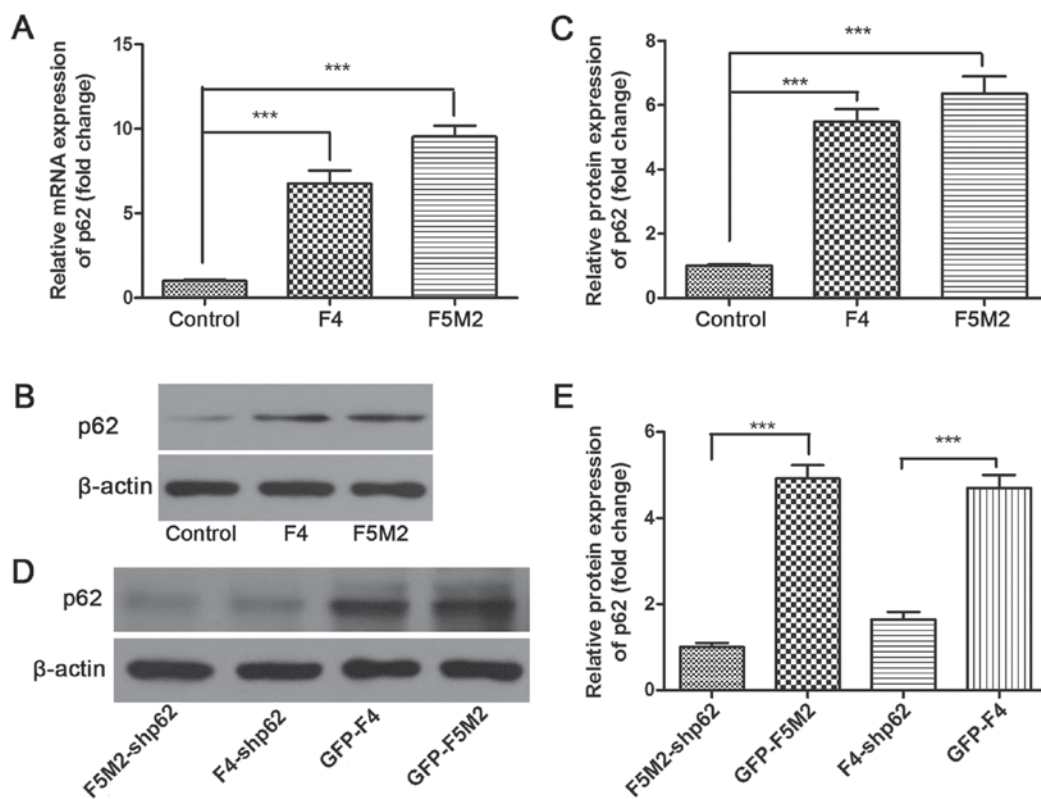 A
Relative mRNA expression
of p62 (fold change)
15
10
5
0
***
***
Control F4 F5M2
C
Relative protein expression
of p62 (fold change)
8
6
4
2
0
***
***
Control F4 F5M2
B
p62
β-actin
Control F4 F5M2
D
p62
β-actin
F5M2-shp62 F4-shp62 GFP-F4 GFP-F5M2
E
Relative protein expression
of p62 (fold change)
6
4
2
0
***
***
F5M2-shp62 GFP-F5M2 F4-shp62 GFP-F4